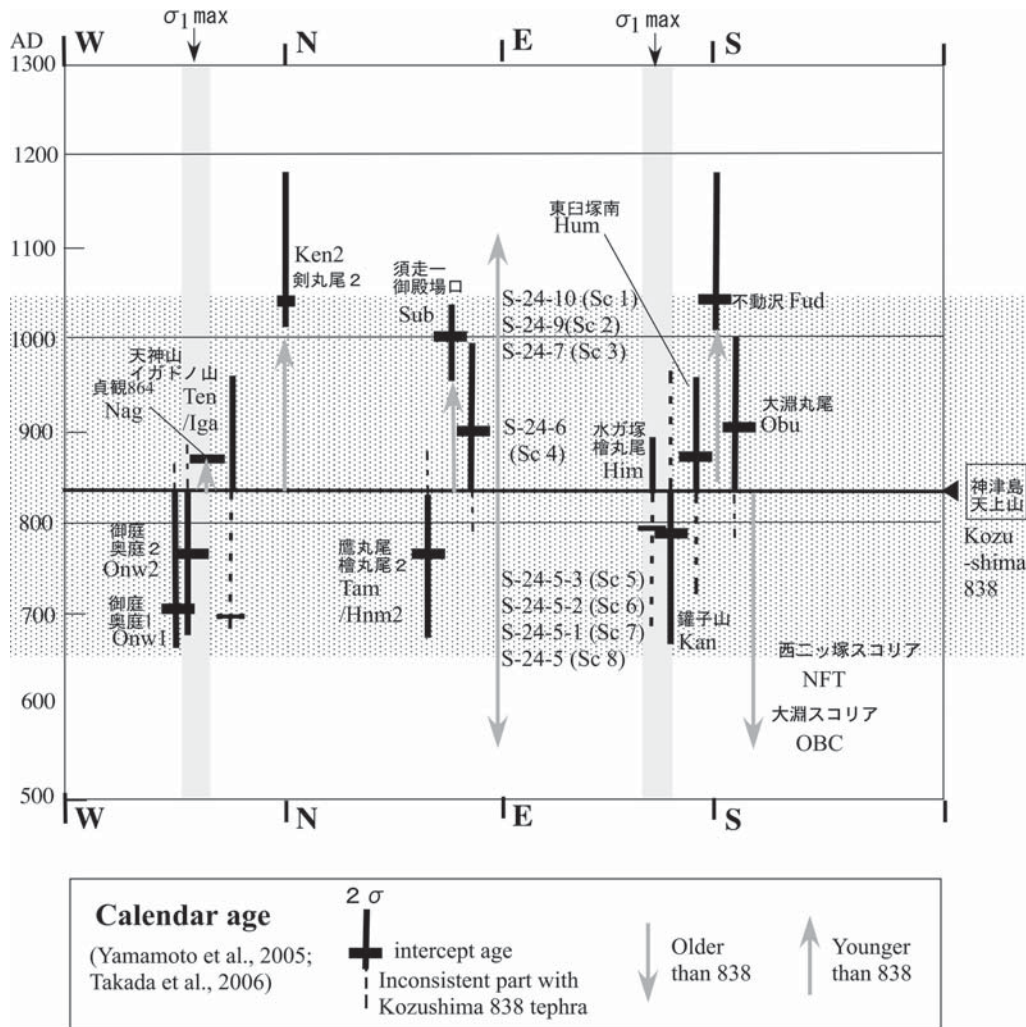 σ1 max
σ1 max
AD
W
N
E
S
1300
1200
1100
1000
900
800
700
600
500
Ken2
剣丸尾2
須走一
御殿場口
Sub
東臼塚南
Hum
S-24-10 (Sc 1)
S-24-9(Sc 2)
S-24-7 (Sc 3)
不動沢 Fud
天神山
イガドノ山
貞観864
Ten
Nag
/Iga
S-24-6
(Sc 4)
水ガ塚
檜丸尾
Him
大淵丸尾
Obu
神津島
天上山
Kozu
-shima
838
御庭
奥庭2
Onw2
御庭
奥庭1
Onw1
鷹丸尾
檜丸尾2
Tam
/Hnm2
S-24-5-3 (Sc 5)
S-24-5-2 (Sc 6)
S-24-5-1 (Sc 7)
S-24-5 (Sc 8)
鑵子山
Kan
西二ッ塚スコリア
NFT
大淵スコリア
OBC
W
N
E
S
Calendar age
(Yamamoto et al., 2005;
Takada et al., 2006)
2 σ
intercept age
Inconsistent part with
Kozushima 838 tephra
Older
than 838
Younger
than 838